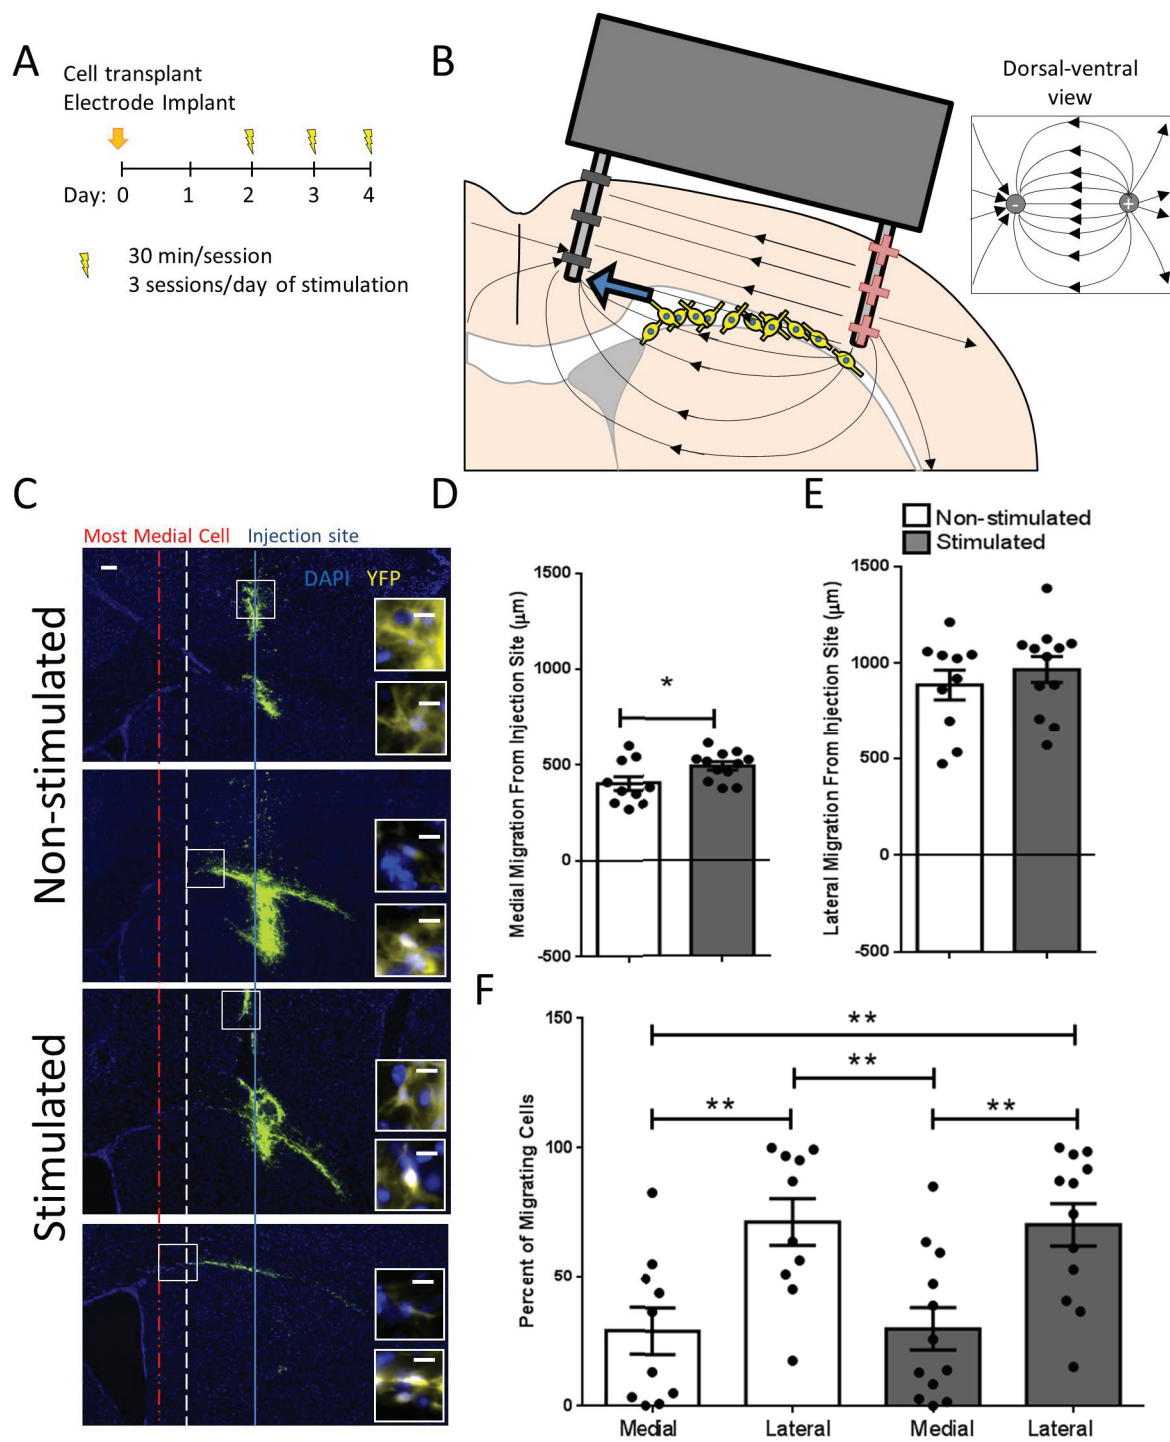 A
Cell transplant
Electrode Implant
Day: 0 1 2 3 4
30 min/session
3 sessions/day of stimulation
B
Dorsal-ventral
view
- +
C
Most Medial Cell Injection site
DAPI YFP
Non-stimulated
Stimulated
D
Medial Migration From Injection Site (μm)
1500
1000
500
0
-500
*
E
Non-stimulated
Stimulated
Lateral Migration From Injection Site (μm)
1500
1000
500
0
-500
F
Percent of Migrating Cells
150
100
50
0
**
**
** **
Medial Lateral Medial Lateral